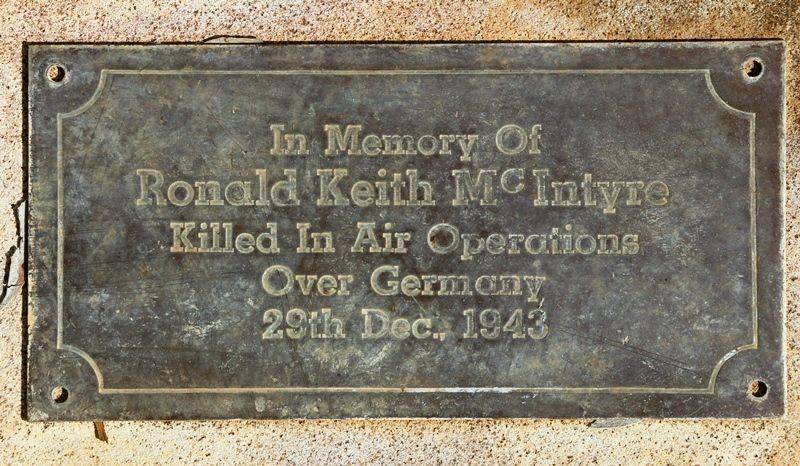 In Memory Of
Ronald Keith McIntyre
Killed In Air Operations
Over Germany
29th Dec., 1943